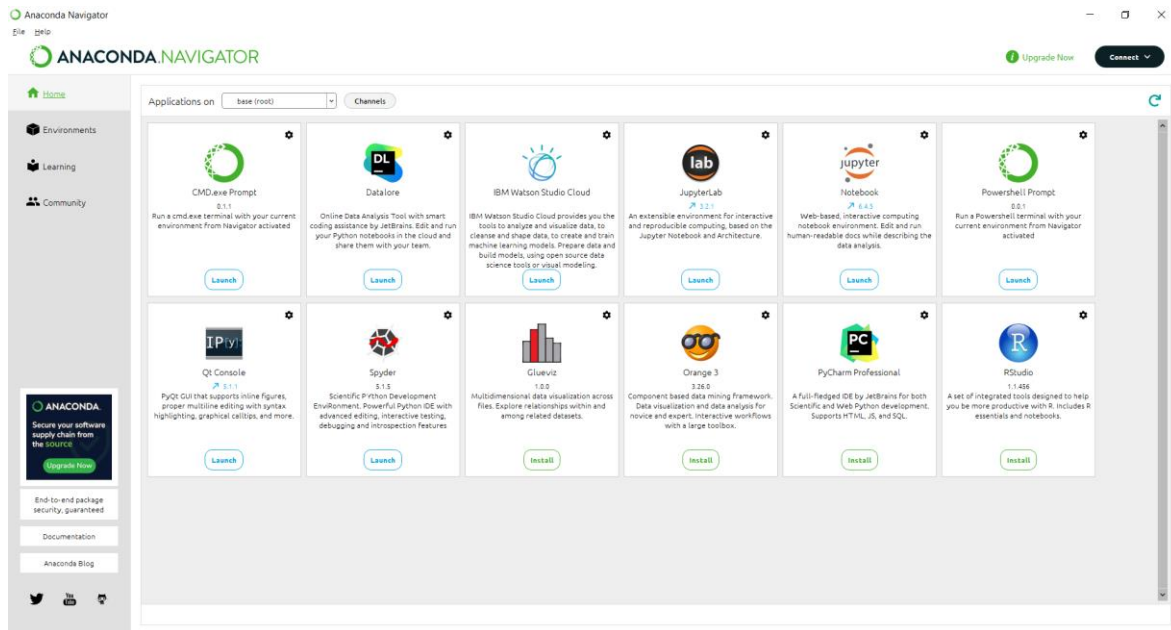 Anaconda Navigator
File Help
ANACONDA.NAVIGATOR
Upgrade Now
Connect
Home
Applications on
base (root)
Channels
Environments
Learning
Community
CMD.exe Prompt
0.1.1
Run a cmd.exe terminal with your current
environment from Navigator activated
Launch
DL
Datalore
Online Data Analysis Tool with smart
coding assistance by JetBrains. Edit and run
your Python notebooks in the cloud and
share them with your team.
Launch
IBM Watson Studio Cloud
IBM Watson Studio Cloud provides you the
tools to analyze and visualize data, to
cleanse and shape data, to create and train
machine learning models. Prepare data and
build models, using open source data
science tools or visual modeling.
Launch
lab
JupyterLab
3.2.1
An extensible environment for interactive
and reproducible computing, based on the
Jupyter Notebook and Architecture.
Launch
jupyter
Notebook
6.4.5
Web-based, interactive computing
notebook environment. Edit and run
human-readable docs while describing the
data analysis.
Launch
Powershell Prompt
0.0.1
Run a Powershell terminal with your
current environment from Navigator
activated
Launch
IP[y]
Qt Console
5.1.1
PyQt GUI that supports inline figures,
proper multiline editing with syntax
highlighting, graphical calltips, and more.
Launch
Spyder
5.1.5
Scientific PYthon Development
EnviRonment. Powerful Python IDE with
advanced editing, interactive testing,
debugging and introspection features
Launch
Glueviz
1.0.0
Multidimensional data visualization across
files. Explore relationships within and
among related datasets.
Install
Orange 3
3.26.0
Component based data mining framework.
Data visualization and data analysis for
novice and expert. Interactive workflows
with a large toolbox.
Install
PC
PyCharm Professional
A full-fledged IDE by JetBrains for both
Scientific and Web Python development.
Supports HTML, JS, and SQL.
Install
R
RStudio
1.1.456
A set of integrated tools designed to help
you be more productive with R. Includes R
essentials and notebooks.
Install
ANACONDA.
Secure your software
supply chain from
the source
Upgrade Now
End-to-end package
security, guaranteed
Documentation
Anaconda Blog
You
Tube